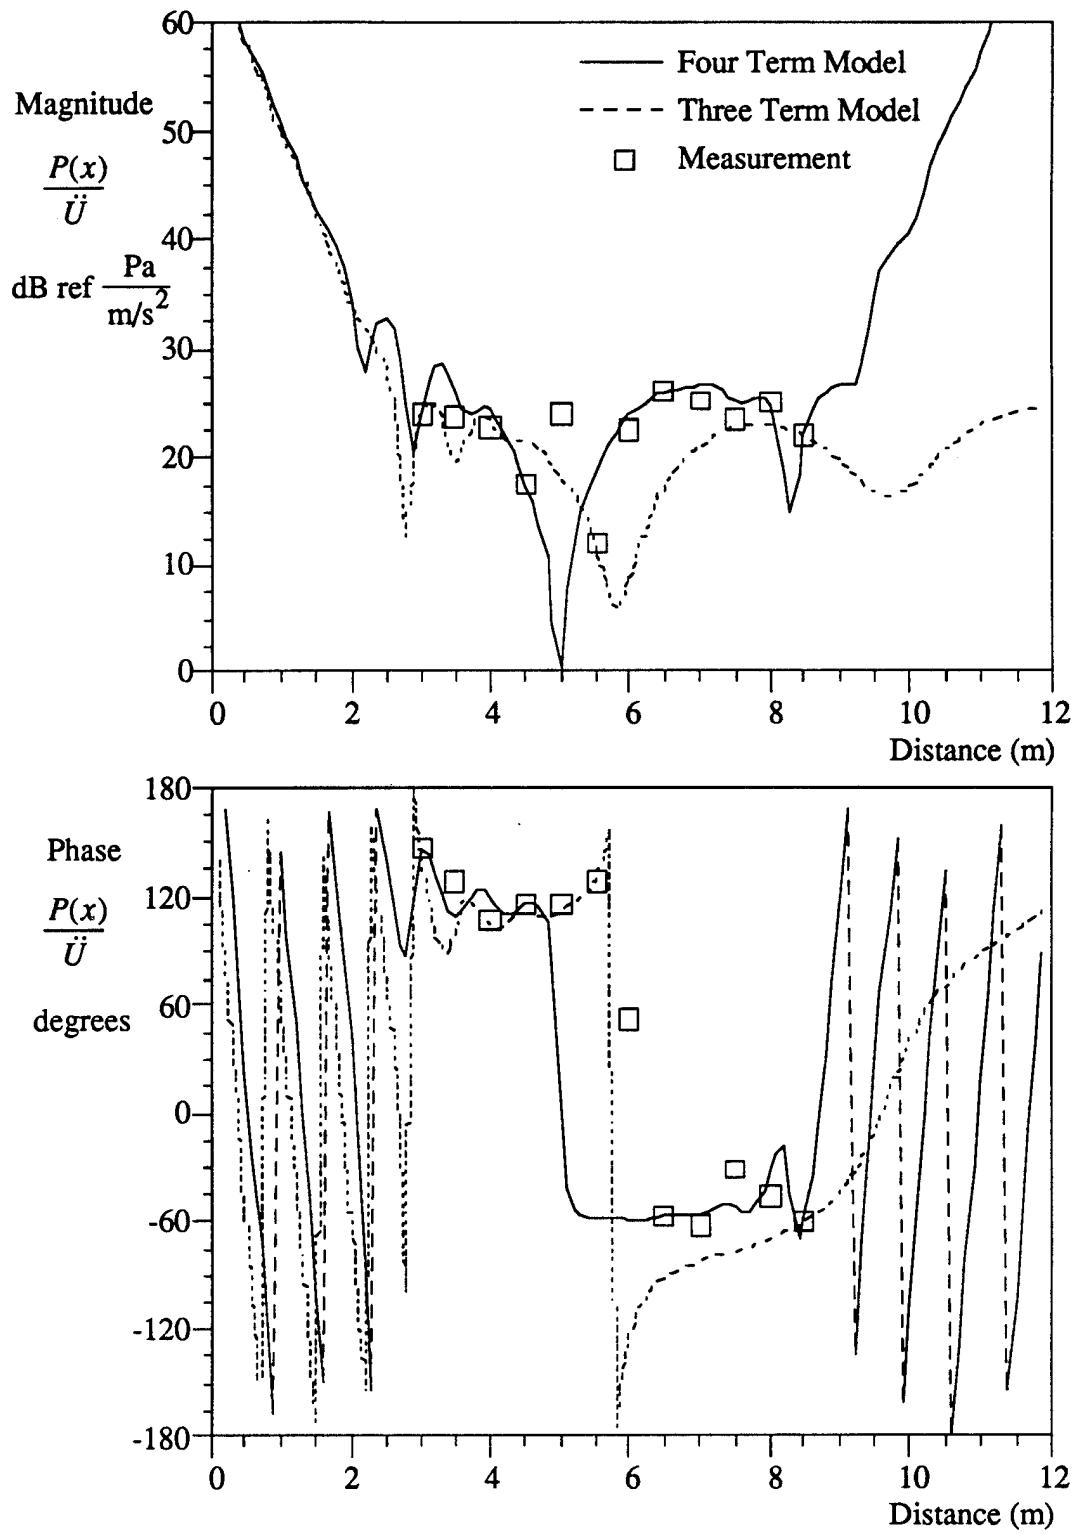 60
50
40
30
20
10
0
Magnitude
P(x)
Ü
dB ref Pa
m/s²
Four Term Model
Three Term Model
Measurement
0 2 4 6 8 10 12
Distance (m)
180
120
60
0
-60
-120
-180
Phase
P(x)
Ü
degrees
0 2 4 6 8 10 12
Distance (m)